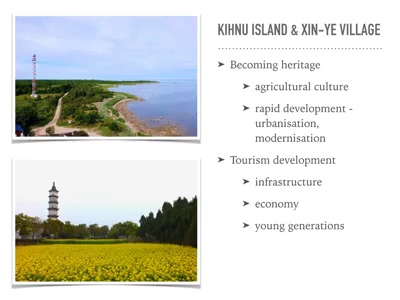 KIHNU ISLAND & XIN-YE VILLAGE
➤ Becoming heritage
➤ agricultural culture
➤ rapid development -
urbanisation,
modernisation
➤ Tourism development
➤ infrastructure
➤ economy
➤ young generations